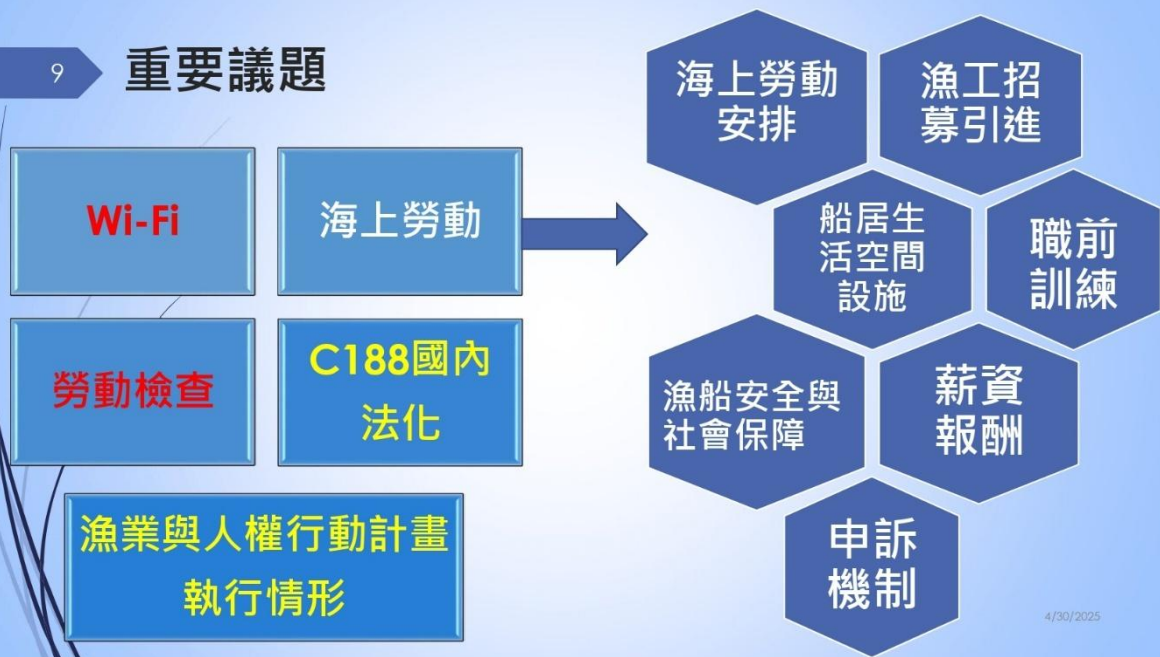 9
重要議題
Wi-Fi
海上勞動
勞動檢查
C188國內
法化
漁業與人權行動計畫
執行情形
海上勞動
安排
漁工招
募引進
船居生
活空間
設施
職前
訓練
漁船安全與
社會保障
薪資
報酬
申訴
機制
4/30/2025